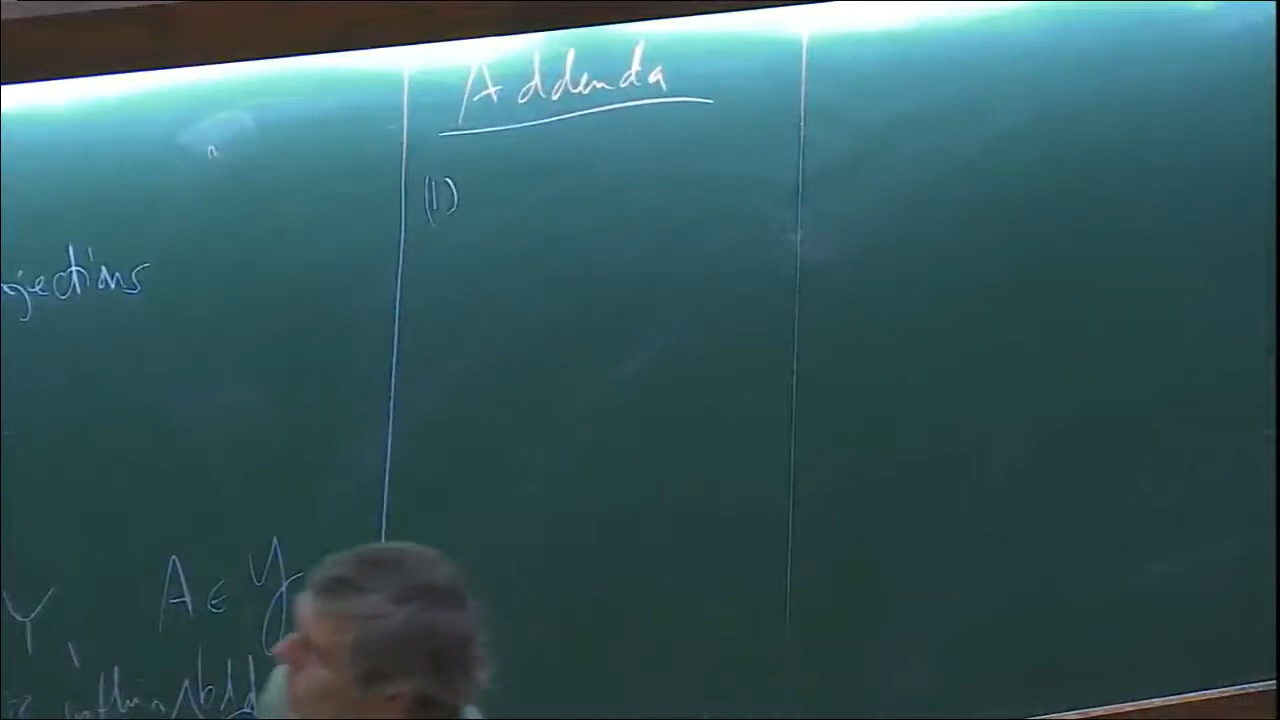 n
jections
Y, A ∈ 𝒴
Addenda
(1)